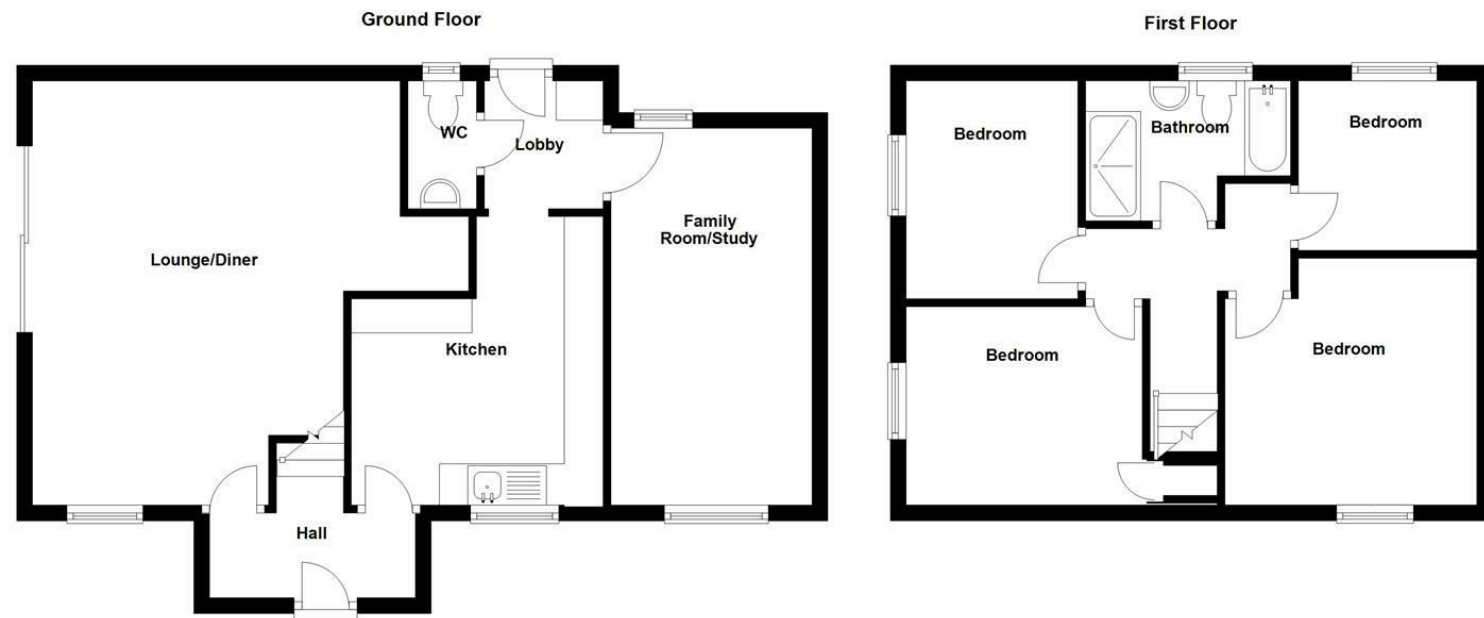 Ground Floor
WC
Lobby
Family
Room/Study
Lounge/Diner
Kitchen
Hall
First Floor
Bedroom
Bathroom
Bedroom
Bedroom
Bedroom